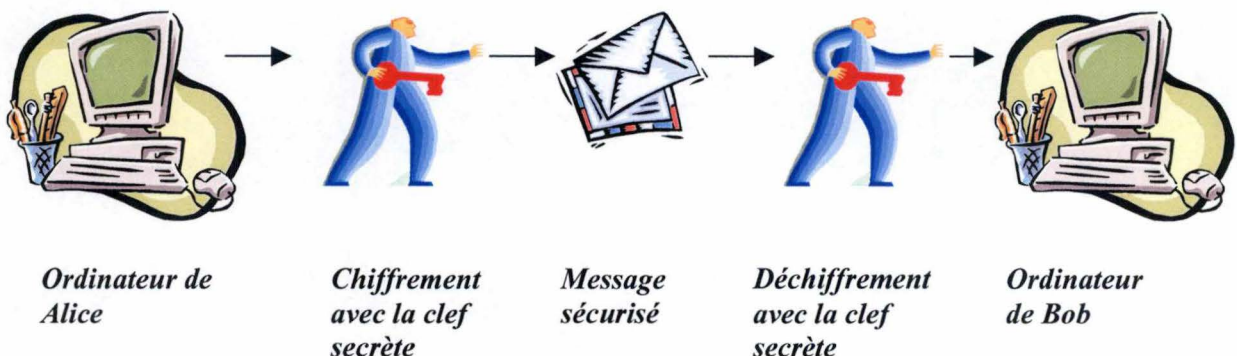 Ordinateur de
Alice
Chiffrement
avec la clef
secrète
Message
sécurisé
Déchiffrement
avec la clef
secrète
Ordinateur
de Bob